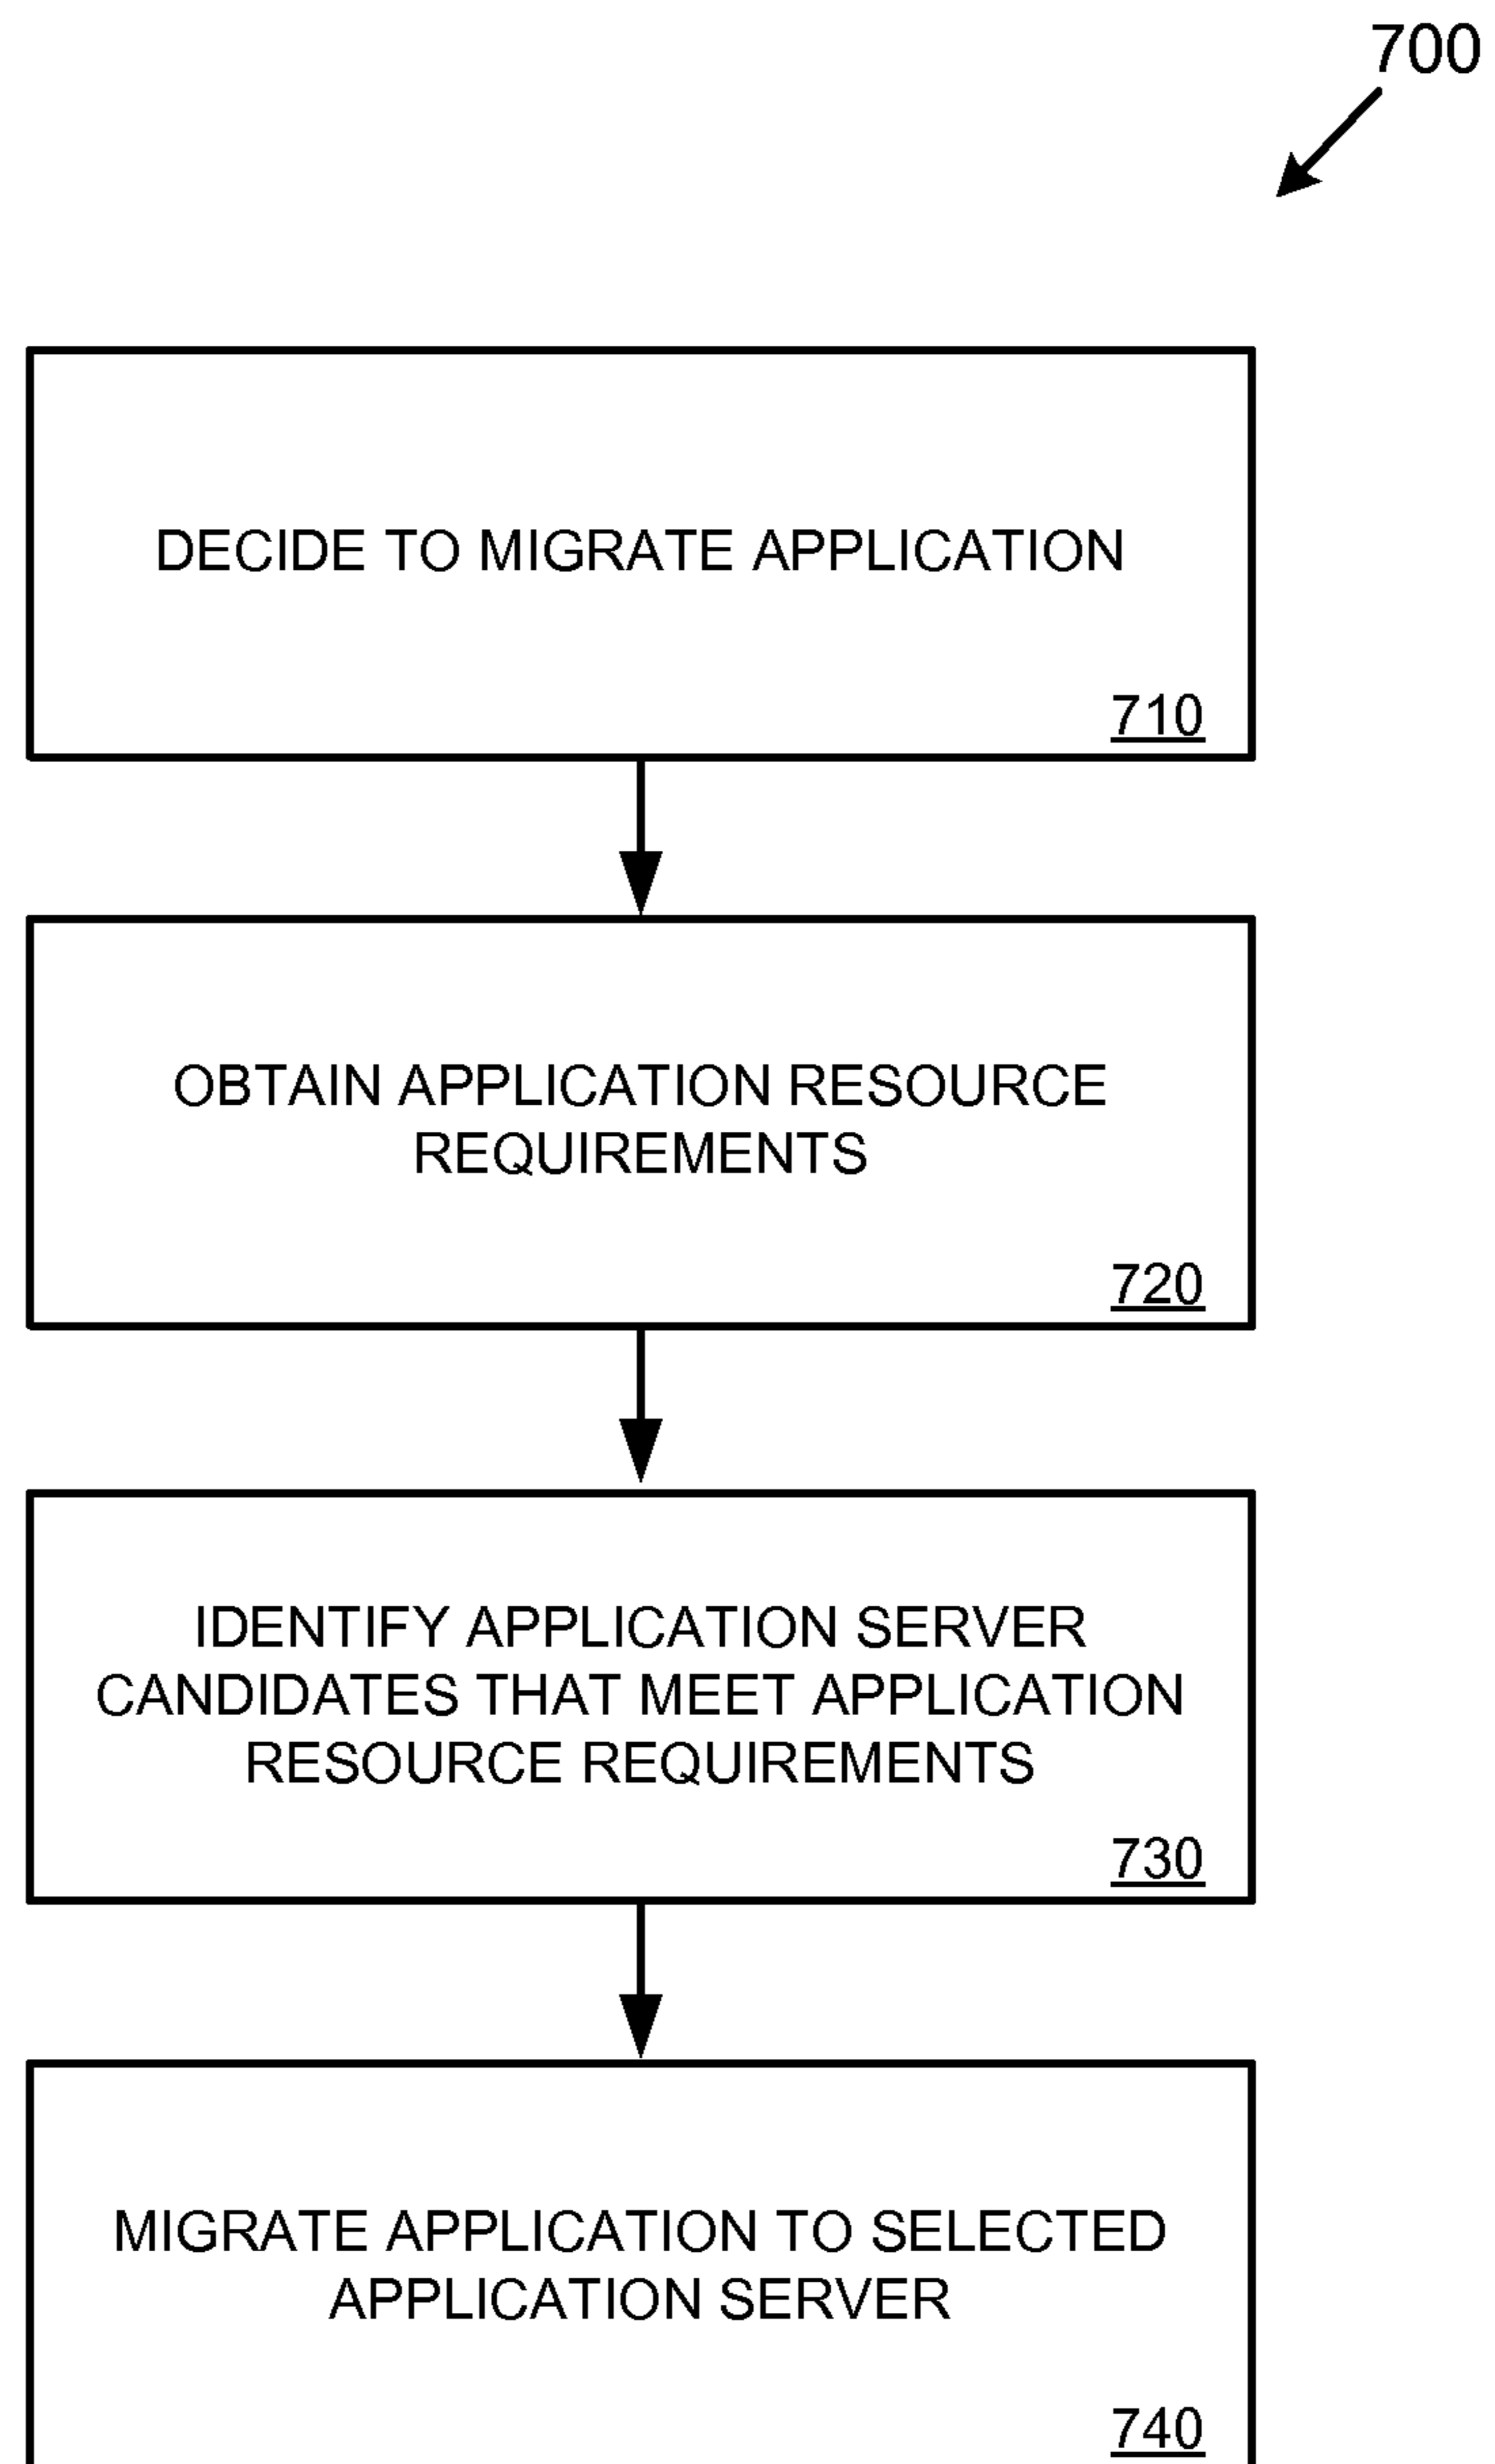 700
DECIDE TO MIGRATE APPLICATION
710
OBTAIN APPLICATION RESOURCE
REQUIREMENTS
720
IDENTIFY APPLICATION SERVER
CANDIDATES THAT MEET APPLICATION
RESOURCE REQUIREMENTS
730
MIGRATE APPLICATION TO SELECTED
APPLICATION SERVER
740